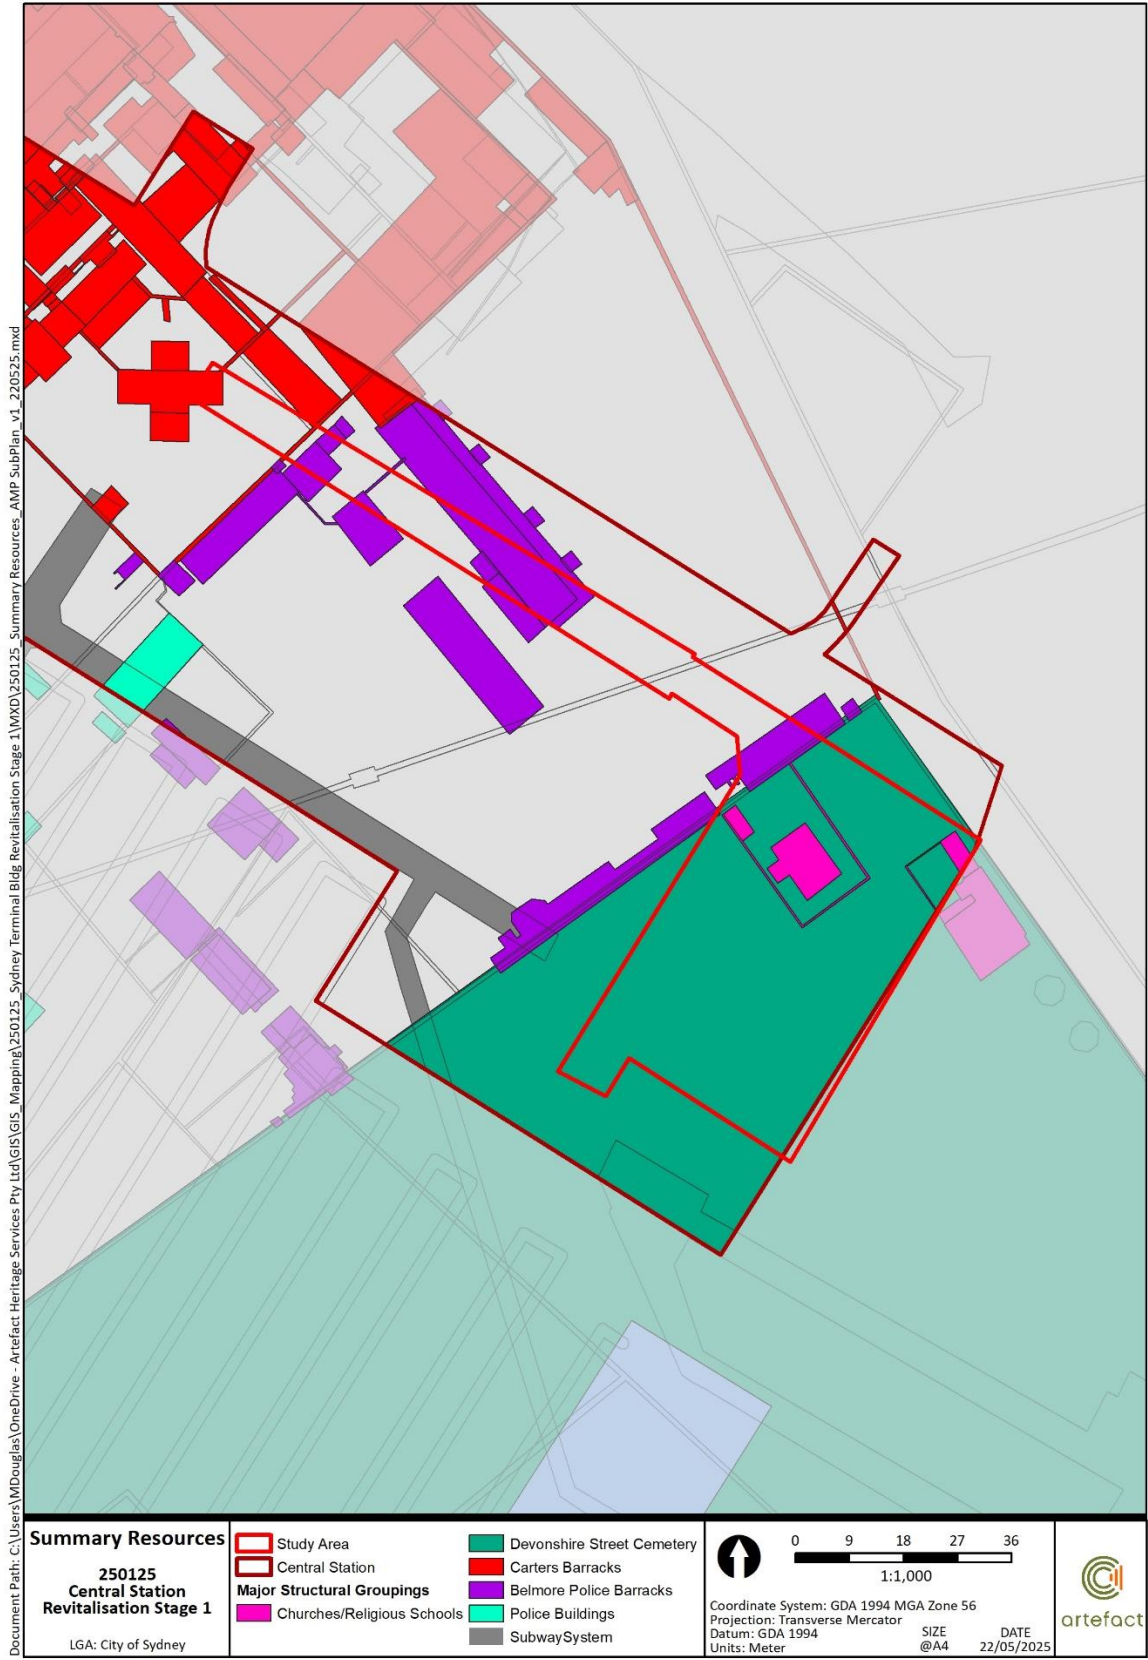 Document Path: C:\Users\MDouglas\OneDrive - Artefact Heritage Services Pty Ltd\GIS\GIS_Mapping\250125_Sydney Terminal Bldg Revitalisation Stage 1\MXD\250125_Summary Resources_AMP SubPlan_v1_220525.mxd
Summary Resources
250125
Central Station
Revitalisation Stage 1
LGA: City of Sydney
Study Area
Central Station
Major Structural Groupings
Churches/Religious Schools
Devonshire Street Cemetery
Carters Barracks
Belmore Police Barracks
Police Buildings
SubwaySystem
0 9 18 27 36
1:1,000
Coordinate System: GDA 1994 MGA Zone 56
Projection: Transverse Mercator
Datum: GDA 1994
Units: Meter
SIZE
@A4
DATE
22/05/2025
artefact